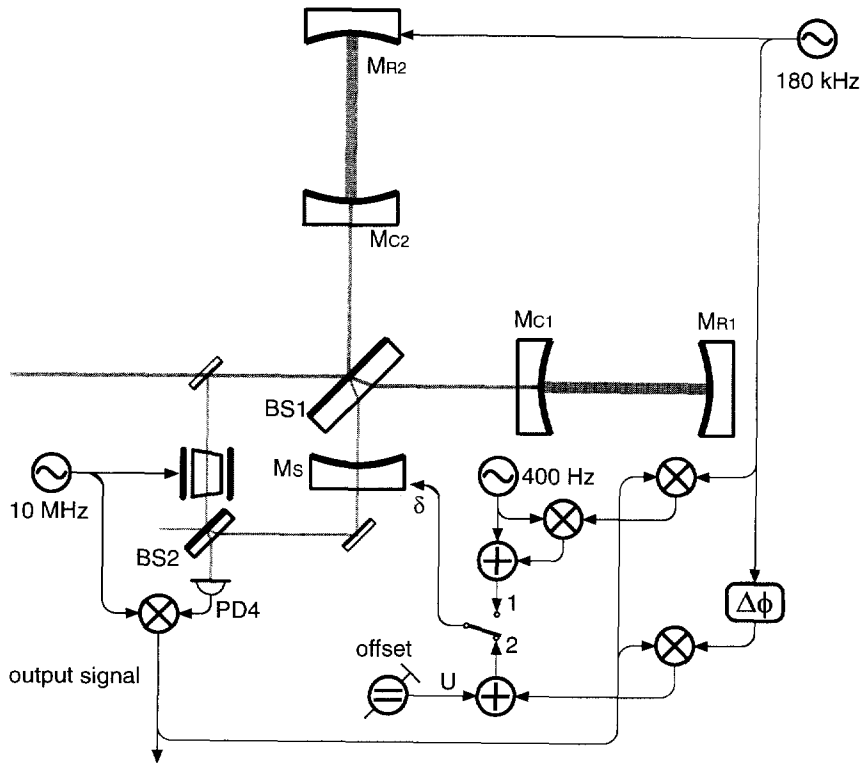 MR2
180 kHz
MC2
MC1
MR1
BS1
MS
400 Hz
δ
10 MHz
BS2
PD4
1
Δϕ
2
offset
output signal
U